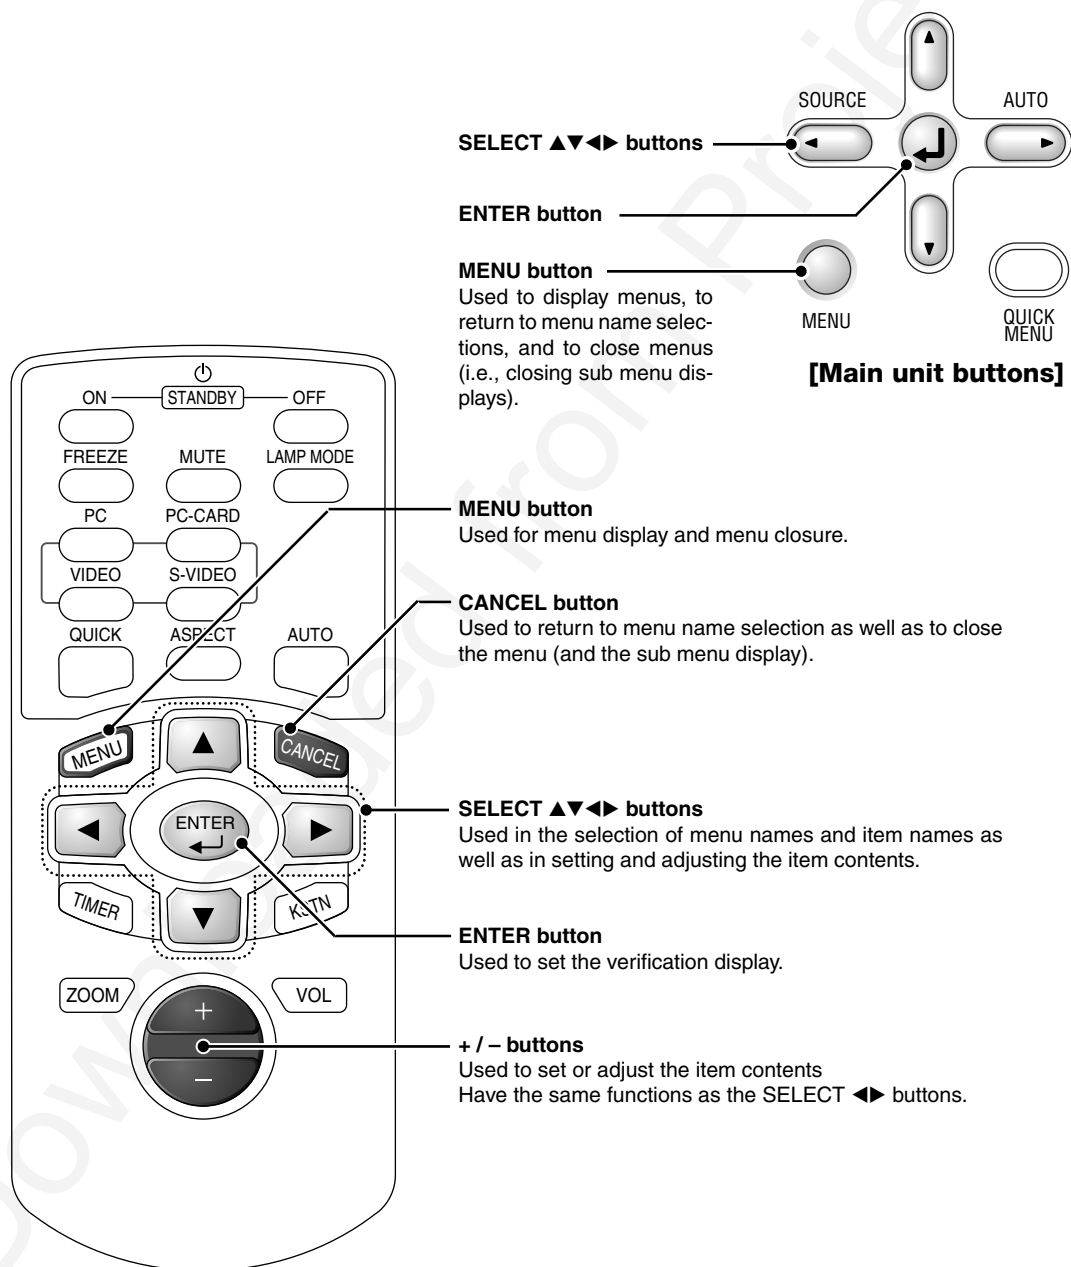 SOURCE
AUTO
SELECT ▲▼◀▶ buttons
ENTER button
MENU button
Used to display menus, to
return to menu name selec-
tions, and to close menus
(i.e., closing sub menu dis-
plays).
MENU
QUICK
MENU
[Main unit buttons]
ON
STANDBY
OFF
FREEZE
MUTE
LAMP MODE
PC
PC-CARD
VIDEO
S-VIDEO
QUICK
ASPECT
AUTO
MENU
CANCEL
ENTER
TIMER
KSTN
ZOOM
VOL
+
–
MENU button
Used for menu display and menu closure.
CANCEL button
Used to return to menu name selection as well as to close
the menu (and the sub menu display).
SELECT ▲▼◀▶ buttons
Used in the selection of menu names and item names as
well as in setting and adjusting the item contents.
ENTER button
Used to set the verification display.
+ / – buttons
Used to set or adjust the item contents
Have the same functions as the SELECT ◀▶ buttons.
Downloaded from Proje